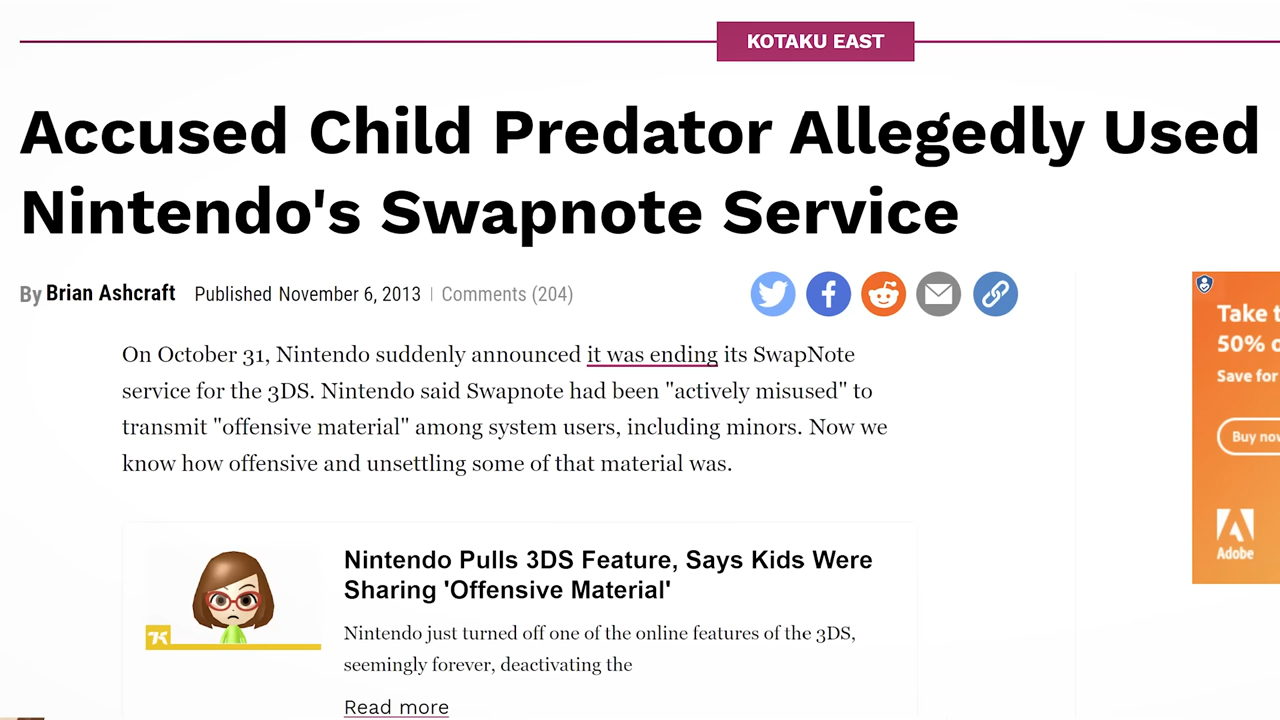 KOTAKU EAST
Accused Child Predator Allegedly Used
Nintendo's Swapnote Service
By Brian Ashcraft Published November 6, 2013 | Comments (204)
On October 31, Nintendo suddenly announced it was ending its SwapNote
service for the 3DS. Nintendo said Swapnote had been "actively misused" to
transmit "offensive material" among system users, including minors. Now we
know how offensive and unsettling some of that material was.
Nintendo Pulls 3DS Feature, Says Kids Were
Sharing 'Offensive Material'
Nintendo just turned off one of the online features of the 3DS,
seemingly forever, deactivating the
Read more
Take t
50% o
Save for
Buy nov
Adobe